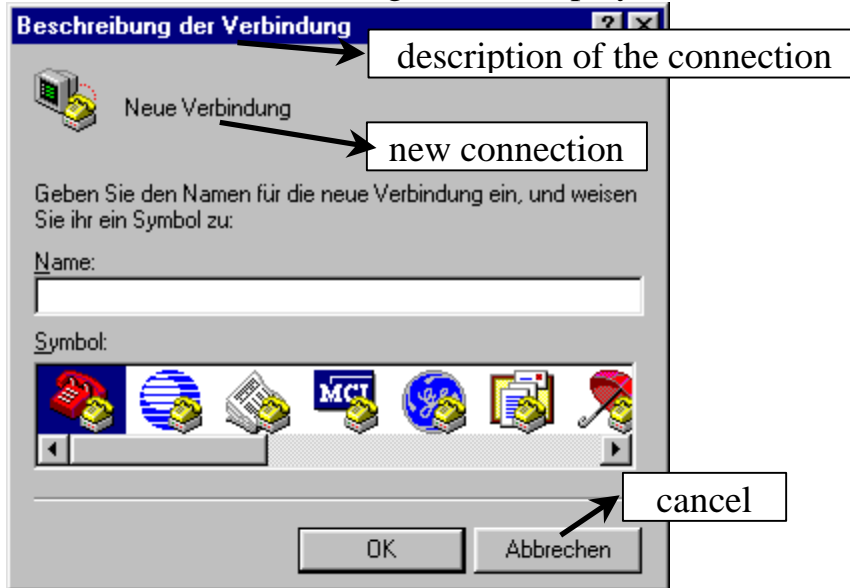 Beschreibung der Verbindung
description of the connection
Neue Verbindung
new connection
Geben Sie den Namen für die neue Verbindung ein, und weisen
Sie ihr ein Symbol zu:
Name:
Symbol:
MCI
cancel
OK
Abbrechen